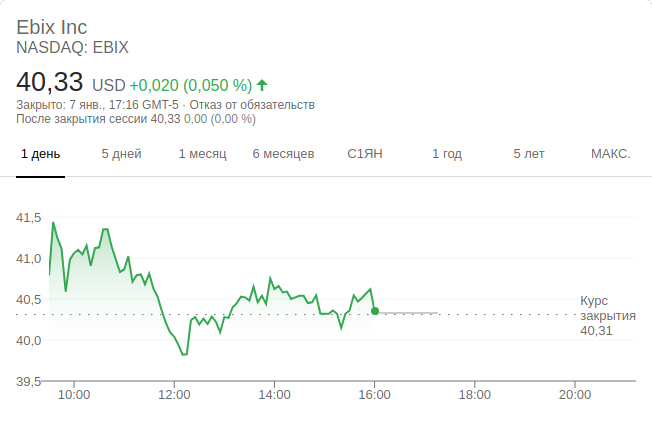 Ebix Inc
NASDAQ: EBIX
40,33 USD +0,020 (0,050 %)
Закрыто: 7 янв., 17:16 GMT-5 · Отказ от обязательств
После закрытия сессии 40,33 0,00 (0,00 %)
1 день 5 дней 1 месяц 6 месяцев С1ЯН 1 год 5 лет МАКС.
41,5
41,0
40,5
Курс
закрытия
40,31
40,0
39,5
10:00 12:00 14:00 16:00 18:00 20:00